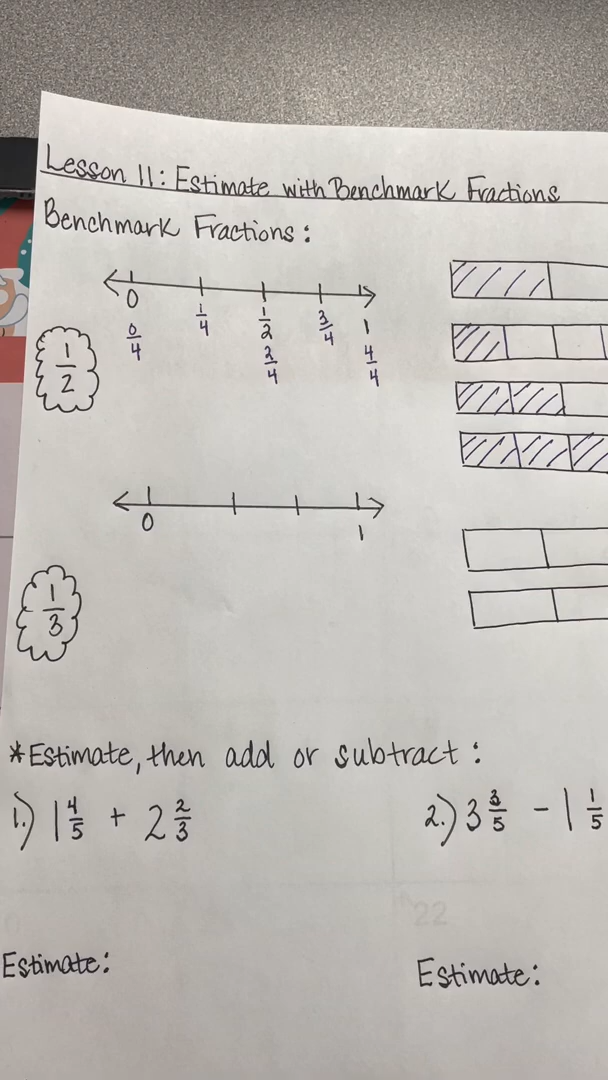 Lesson 11: Estimate with Benchmark Fractions
Benchmark Fractions:
0 1/4 1/2 3/4 1
0/4 2/4 4/4
1/2
0 1
1/3
*Estimate, then add or subtract:
1.) 1 4/5 + 2 2/3
2.) 3 3/5 - 1 1/5
22
Estimate:
Estimate: